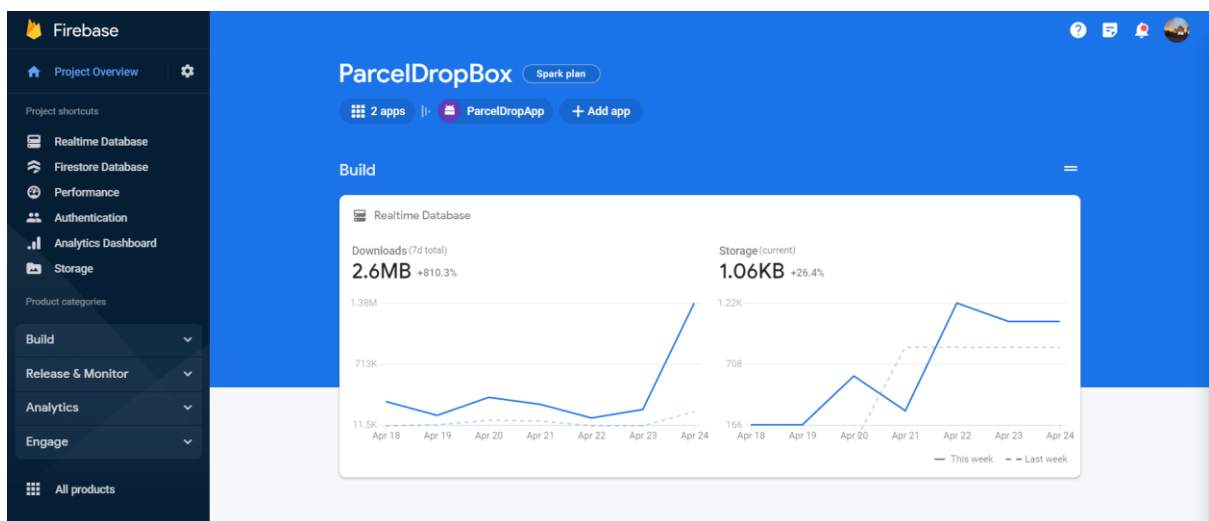 Firebase
Project Overview
Project shortcuts
Realtime Database
Firestore Database
Performance
Authentication
Analytics Dashboard
Storage
Product categories
Build
Release & Monitor
Analytics
Engage
All products
ParcelDropBox Spark plan
2 apps ParcelDropApp + Add app
Build
Realtime Database
Downloads (7d total)
2.6MB +810.3%
1.38M
713K
11.5K
Apr 18 Apr 19 Apr 20 Apr 21 Apr 22 Apr 23 Apr 24
Storage (current)
1.06KB +26.4%
1.22K
708
166
Apr 18 Apr 19 Apr 20 Apr 21 Apr 22 Apr 23 Apr 24
This week Last week